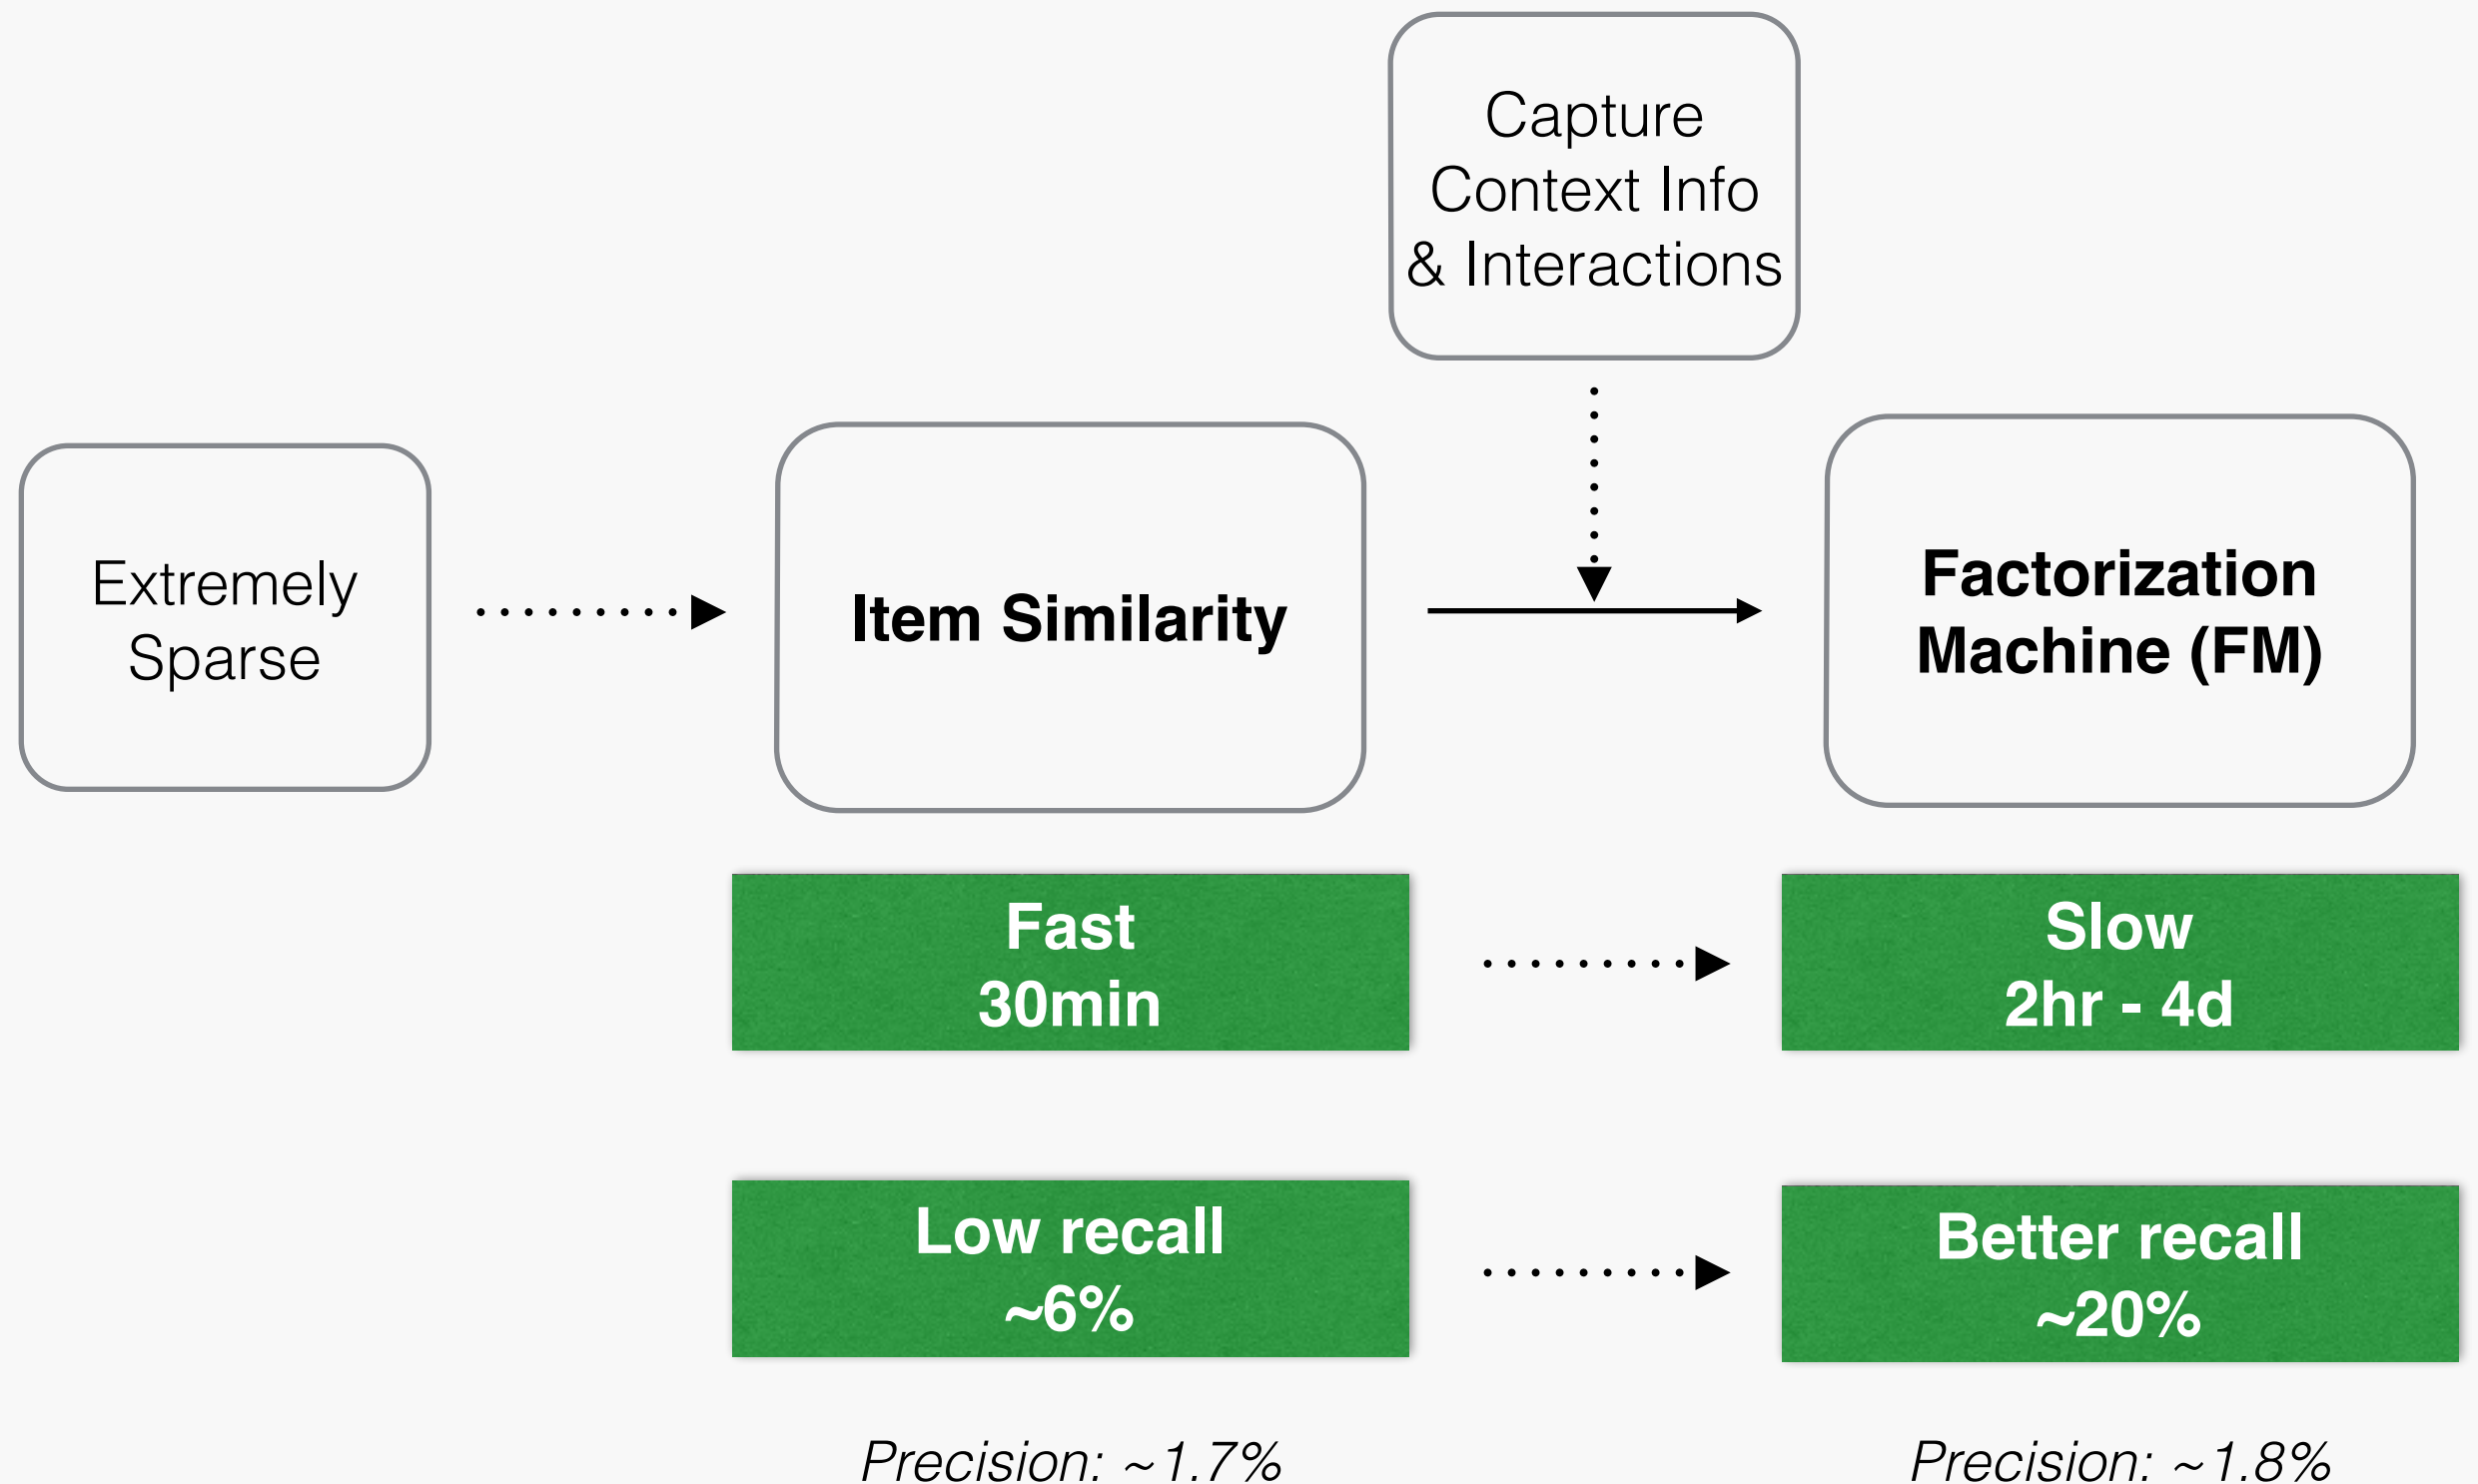 Capture
Context Info
& Interactions
Extremely
Sparse
Item Similarity
Factorization
Machine (FM)
Fast
30min
Slow
2hr - 4d
Low recall
~6%
Better recall
~20%
Precision: ~1.7%
Precision: ~1.8%